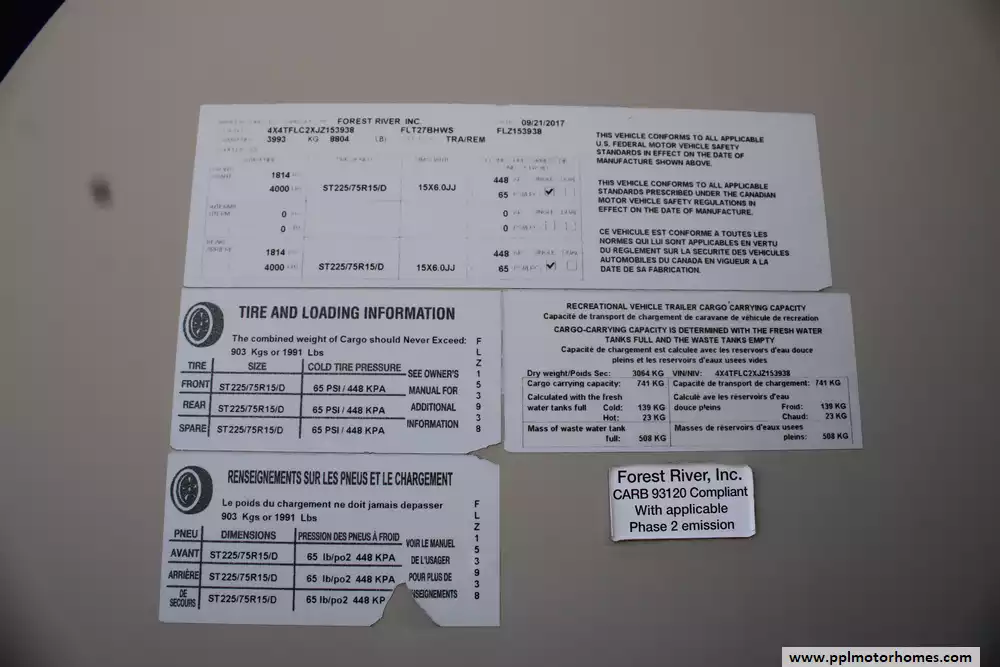 FOREST RIVER INC. 09/21/2017
4X4TFLC2XJZ153938 FLT27BHWS FLZ153938
3993 KG 8804 (LB) TRA/REM
1814
4000 ST225/75R15/D 15X6.0JJ 448
65
0 0
0 0
1814 448
4000 ST225/75R15/D 15X6.0JJ 65
THIS VEHICLE CONFORMS TO ALL APPLICABLE
U.S. FEDERAL MOTOR VEHICLE SAFETY
STANDARDS IN EFFECT ON THE DATE OF
MANUFACTURE SHOWN ABOVE.
THIS VEHICLE CONFORMS TO ALL APPLICABLE
STANDARDS PRESCRIBED UNDER THE CANADIAN
MOTOR VEHICLE SAFETY REGULATIONS IN
EFFECT ON THE DATE OF MANUFACTURE.
CE VEHICULE EST CONFORME A TOUTES LES
NORMES QUI LUI SONT APPLICABLES EN VERTU
DU REGLEMENT SUR LA SECURITE DES VEHICULES
AUTOMOBILES DU CANADA EN VIGUEUR A LA
DATE DE SA FABRICATION.
TIRE AND LOADING INFORMATION
The combined weight of Cargo should Never Exceed:
903 Kgs or 1991 Lbs
TIRE SIZE COLD TIRE PRESSURE
FRONT ST225/75R15/D 65 PSI / 448 KPA
REAR ST225/75R15/D 65 PSI / 448 KPA
SPARE ST225/75R15/D 65 PSI / 448 KPA
SEE OWNER'S
MANUAL FOR
ADDITIONAL
INFORMATION
FLZ153938
RECREATIONAL VEHICLE TRAILER CARGO CARRYING CAPACITY
Capacité de transport de chargement de caravane de véhicule de recreation
CARGO-CARRYING CAPACITY IS DETERMINED WITH THE FRESH WATER
TANKS FULL AND THE WASTE TANKS EMPTY
Capacité de chargement est calculée avec les reservoirs d'eau douce
pleins et les reservoirs d'eaux usees vides
Dry weight/Poids Sec: 3064 KG VIN/NIV: 4X4TFLC2XJZ153938
Cargo carrying capacity: 741 KG Capacite de transport de chargement: 741 KG
Calculated with the fresh
water tanks full Cold: 139 KG
Hot: 23 KG
Calculé ave les réservoirs d'eau
douce pleins Froid: 139 KG
Chaud: 23 KG
Mass of waste water tank
full: 508 KG
Masses de réservoirs d'eaux usees
pleins: 508 KG
RENSEIGNEMENTS SUR LES PNEUS ET LE CHARGEMENT
Le poids du chargement ne doit jamais depasser
903 Kgs or 1991 Lbs
PNEU DIMENSIONS PRESSION DES PNEUS À FROID
AVANT ST225/75R15/D 65 lb/po2 448 KPA
ARRIÈRE ST225/75R15/D 65 lb/po2 448 KPA
DE
SECOURS ST225/75R15/D 65 lb/po2 448 KP
VOIR LE MANUEL
DE L'USAGER
POUR PLUS DE
NSEIGNEMENTS
FLZ153938
Forest River, Inc.
CARB 93120 Compliant
With applicable
Phase 2 emission
www.pplmotorhomes.com